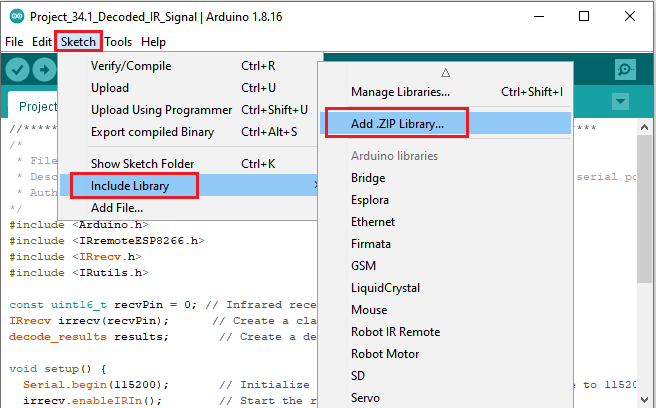 Project_34.1_Decoded_IR_Signal | Arduino 1.8.16
File Edit Sketch Tools Help
Verify/Compile Ctrl+R
Upload Ctrl+U
Upload Using Programmer Ctrl+Shift+U
Export compiled Binary Ctrl+Alt+S
Show Sketch Folder Ctrl+K
Include Library
Add File...
Manage Libraries... Ctrl+Shift+I
Add .ZIP Library...
Arduino libraries
Bridge
Esplora
Ethernet
Firmata
GSM
LiquidCrystal
Mouse
Robot IR Remote
Robot Motor
SD
Servo
Project
/*
* File
* Desc
serial po
* Auth
*/
#include <Arduino.h>
#include <IRremoteESP8266.h>
#include <IRrecv.h>
#include <IRutils.h>
const uint16_t recvPin = 0; // Infrared rece
IRrecv irrecv(recvPin); // Create a cla
decode_results results; // Create a de
void setup() {
Serial.begin(115200); // Initialize e to 1152
irrecv.enableIRIn(); // Start the r